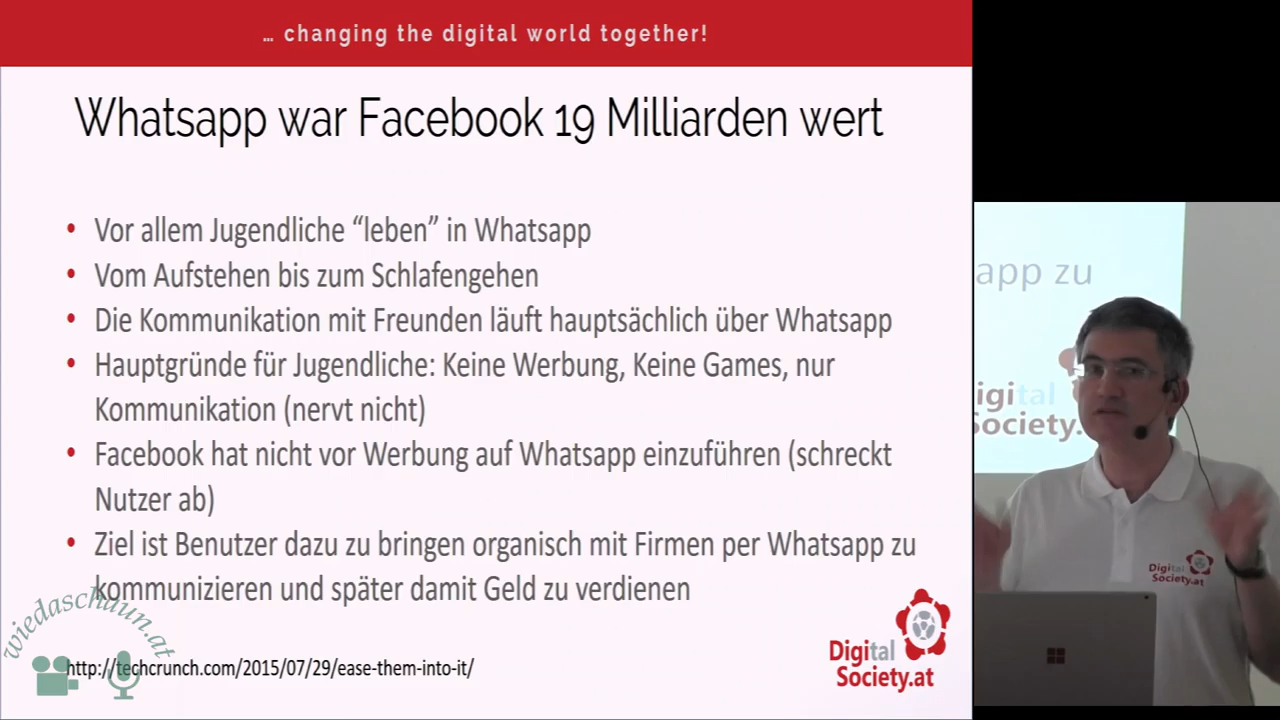 … changing the digital world together!
Whatsapp war Facebook 19 Milliarden wert
• Vor allem Jugendliche “leben” in Whatsapp
• Vom Aufstehen bis zum Schlafengehen
• Die Kommunikation mit Freunden läuft hauptsächlich über Whatsapp
• Hauptgründe für Jugendliche: Keine Werbung, Keine Games, nur
Kommunikation (nervt nicht)
• Facebook hat nicht vor Werbung auf Whatsapp einzuführen (schreckt
Nutzer ab)
• Ziel ist Benutzer dazu zu bringen organisch mit Firmen per Whatsapp zu
kommunizieren und später damit Geld zu verdienen
http://techcrunch.com/2015/07/29/ease-them-into-it/
wiedaschaun.at
Digital
Society.at
app zu
igital
Society.
Digital
Society.at